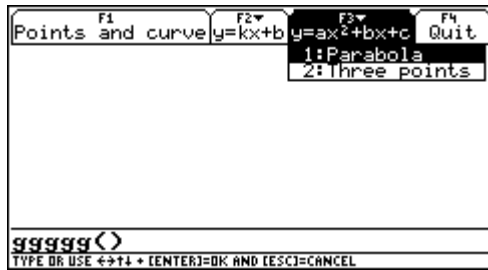 F1 F2▾ F3▾ F4
Points and curve y=kx+b y=ax²+bx+c Quit
1:Parabola
2:Three points
ggggg()
TYPE OR USE ←→↑↓ + [ENTER]=OK AND [ESC]=CANCEL